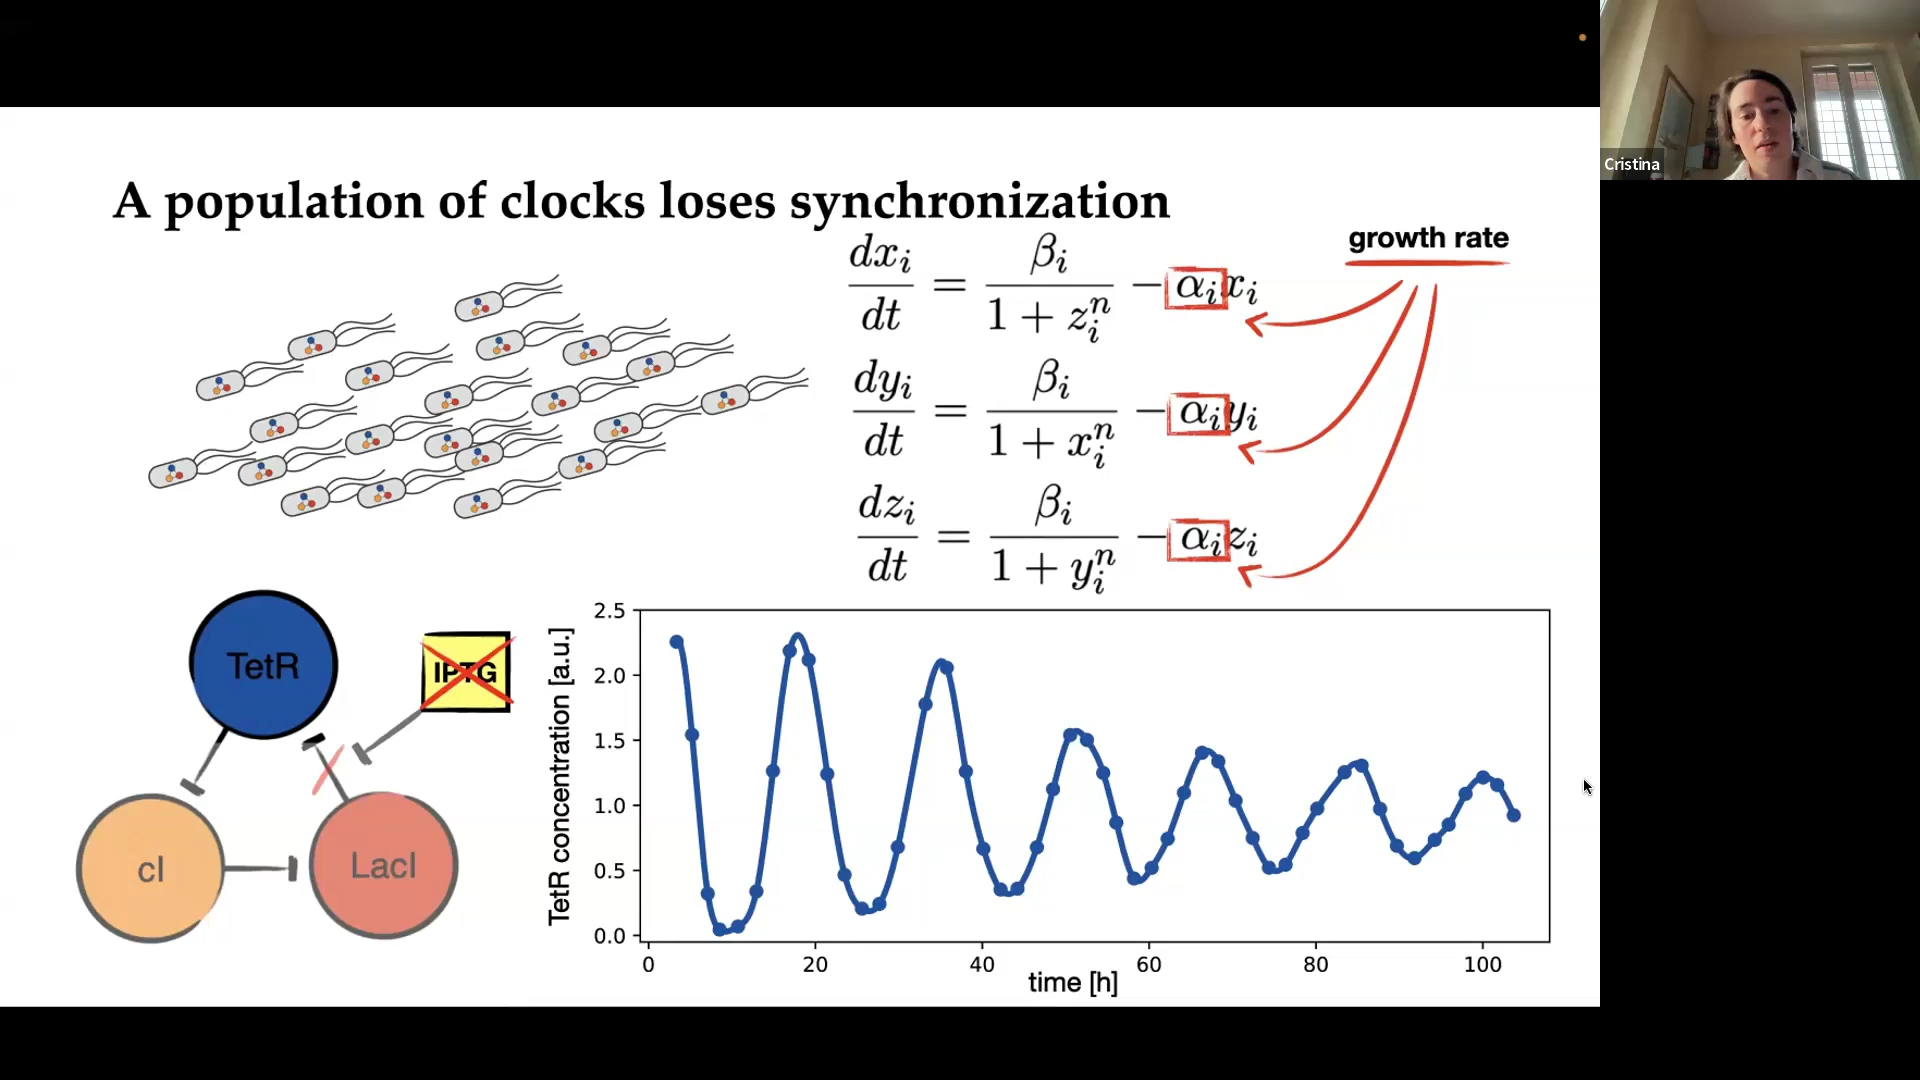 Cristina
A population of clocks loses synchronization
growth rate
dx_i/dt = β_i/(1 + z_i^n) − α_i x_i
dy_i/dt = β_i/(1 + x_i^n) − α_i y_i
dz_i/dt = β_i/(1 + y_i^n) − α_i z_i
TetR
IPTG
cI
LacI
TetR concentration [a.u.]
2.5
2.0
1.5
1.0
0.5
0.0
0 20 40 60 80 100
time [h]